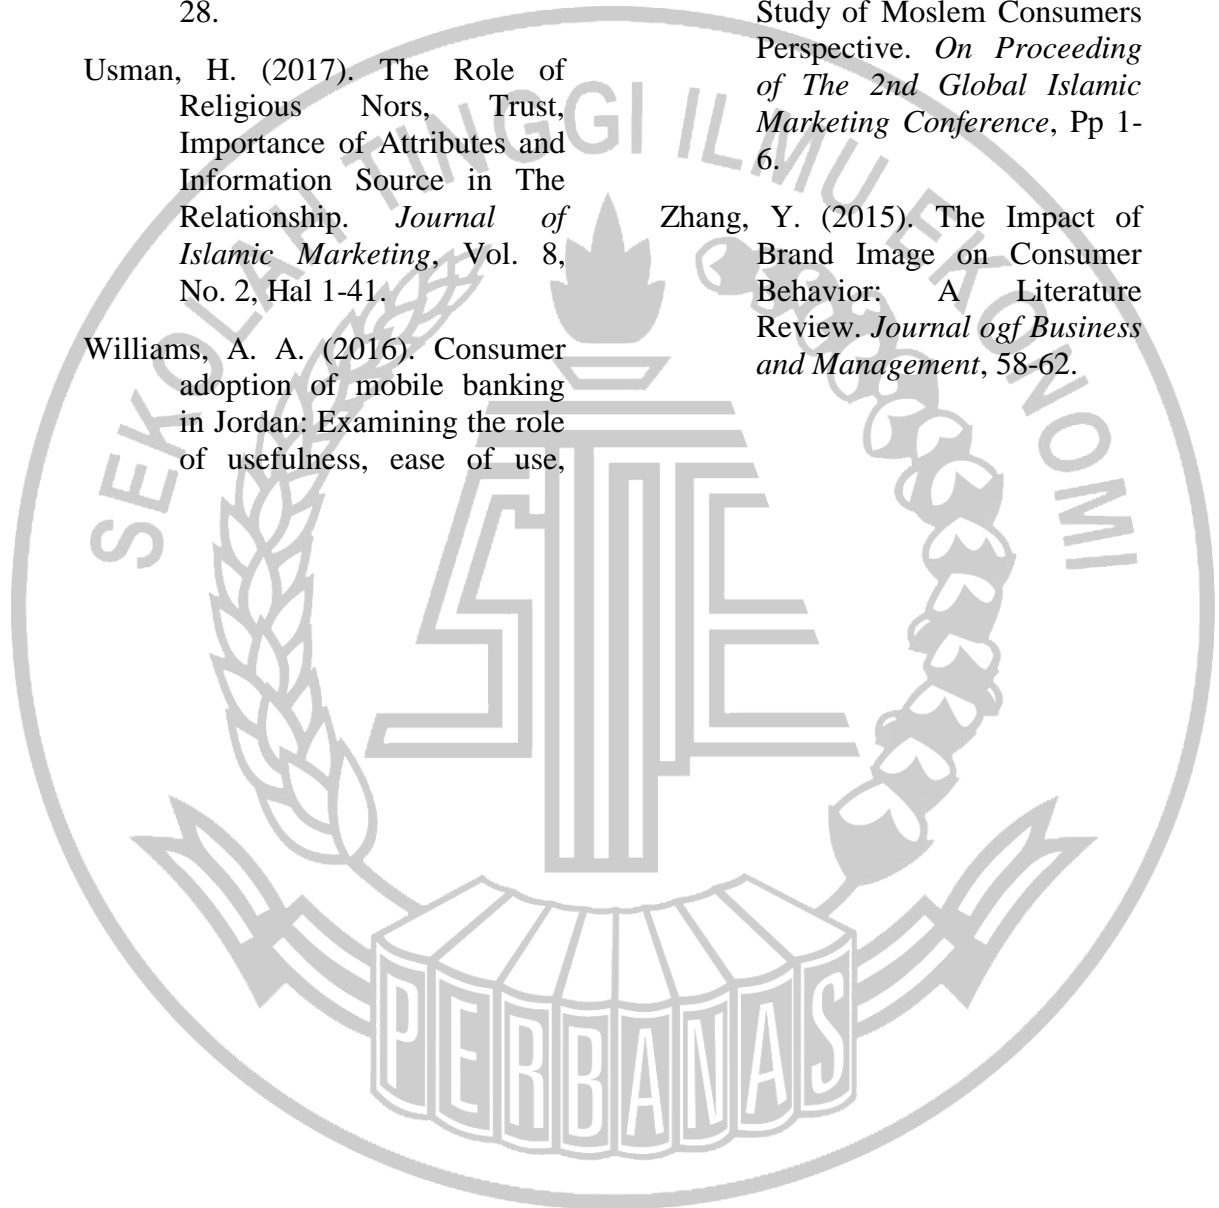 28.
Usman, H. (2017). The Role of
Religious Nors, Trust,
Importance of Attributes and
Information Source in The
Relationship. Journal of
Islamic Marketing, Vol. 8,
No. 2, Hal 1-41.
Williams, A. A. (2016). Consumer
adoption of mobile banking
in Jordan: Examining the role
of usefulness, ease of use,
Study of Moslem Consumers
Perspective. On Proceeding
of The 2nd Global Islamic
Marketing Conference, Pp 1-
6.
Zhang, Y. (2015). The Impact of
Brand Image on Consumer
Behavior: A Literature
Review. Journal ogf Business
and Management, 58-62.
SEKOLAH TINGGI ILMU EKONOMI
STIE
PERBANAS